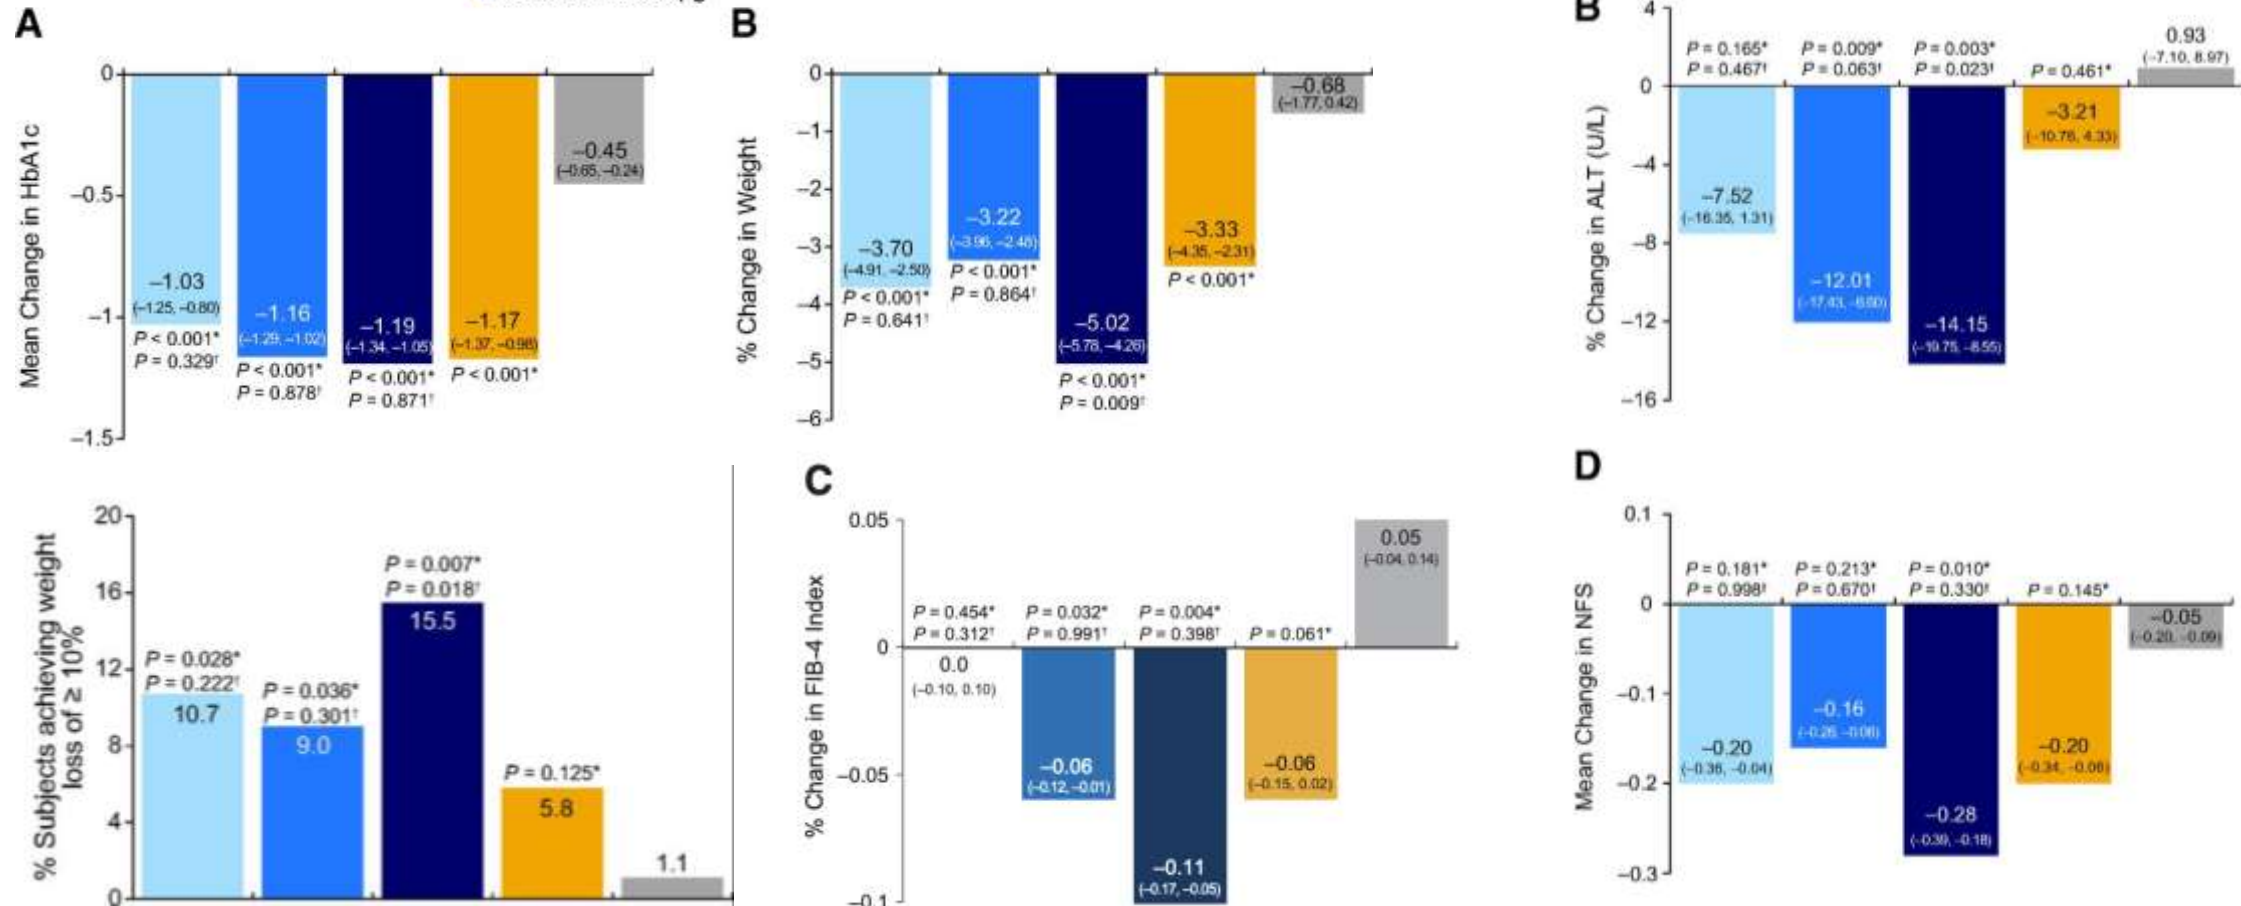 A
Mean Change in HbA1c
0
–0.5
–1
–1.5
–1.03
(–1.25, –0.80)
P < 0.001*
P = 0.329†
–1.16
(–1.29, –1.02)
P < 0.001*
P = 0.878†
–1.19
(–1.34, –1.05)
P < 0.001*
P = 0.871†
–1.17
(–1.37, –0.98)
P < 0.001*
–0.45
(–0.65, –0.24)
B
% Change in Weight
0
–1
–2
–3
–4
–5
–6
–3.70
(–4.91, –2.50)
P < 0.001*
P = 0.641†
–3.22
(–3.96, –2.48)
P < 0.001*
P = 0.864†
–5.02
(–5.78, –4.26)
P < 0.001*
P = 0.009†
–3.33
(–4.35, –2.31)
P < 0.001*
–0.68
(–1.77, 0.42)
B
% Change in ALT (U/L)
4
0
–4
–8
–12
–16
P = 0.165*
P = 0.467†
–7.52
(–16.35, 1.31)
P = 0.009*
P = 0.063†
–12.01
(–17.43, –6.60)
P = 0.003*
P = 0.023†
–14.15
(–19.75, –8.55)
P = 0.461*
–3.21
(–10.76, 4.33)
0.93
(–7.10, 8.97)
% Subjects achieving weight
loss of ≥ 10%
20
16
12
8
4
0
P = 0.028*
P = 0.222†
10.7
P = 0.036*
P = 0.301†
9.0
P = 0.007*
P = 0.018†
15.5
P = 0.125*
5.8
1.1
C
% Change in FIB-4 Index
0.05
0
–0.05
–0.1
P = 0.454*
P = 0.312†
0.0
(–0.10, 0.10)
P = 0.032*
P = 0.991†
–0.06
(–0.12, –0.01)
P = 0.004*
P = 0.398†
–0.11
(–0.17, –0.05)
P = 0.061*
–0.06
(–0.15, 0.02)
0.05
(–0.04, 0.14)
D
Mean Change in NFS
0.1
0
–0.1
–0.2
–0.3
P = 0.181*
P = 0.998†
–0.20
(–0.36, –0.04)
P = 0.213*
P = 0.670†
–0.16
(–0.26, –0.06)
P = 0.010*
P = 0.330†
–0.28
(–0.39, –0.18)
P = 0.145*
–0.20
(–0.34, –0.06)
–0.05
(–0.20, –0.09)